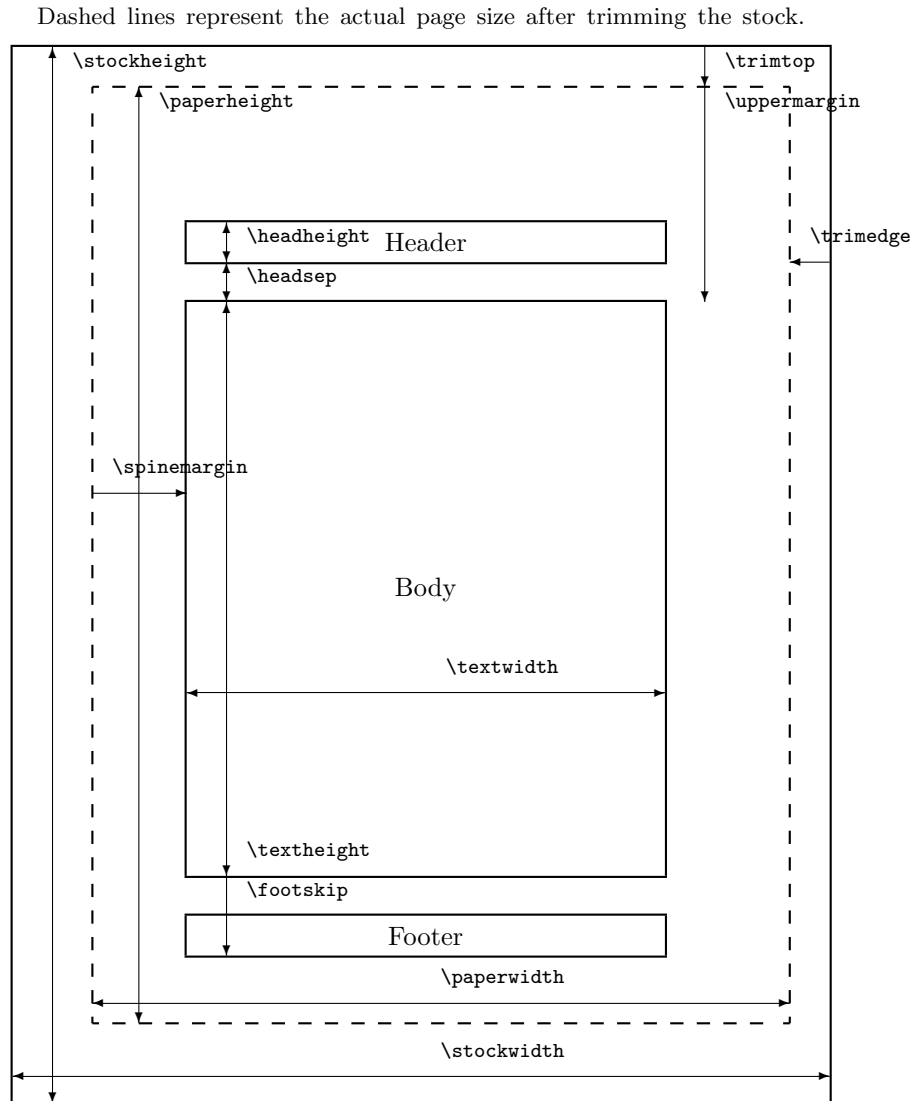 Dashed lines represent the actual page size after trimming the stock.
\stockheight
\trimtop
\paperheight
\uppermargin
\headheight
Header
\trimedge
\headsep
\spinemargin
Body
\textwidth
\textheight
\footskip
Footer
\paperwidth
\stockwidth